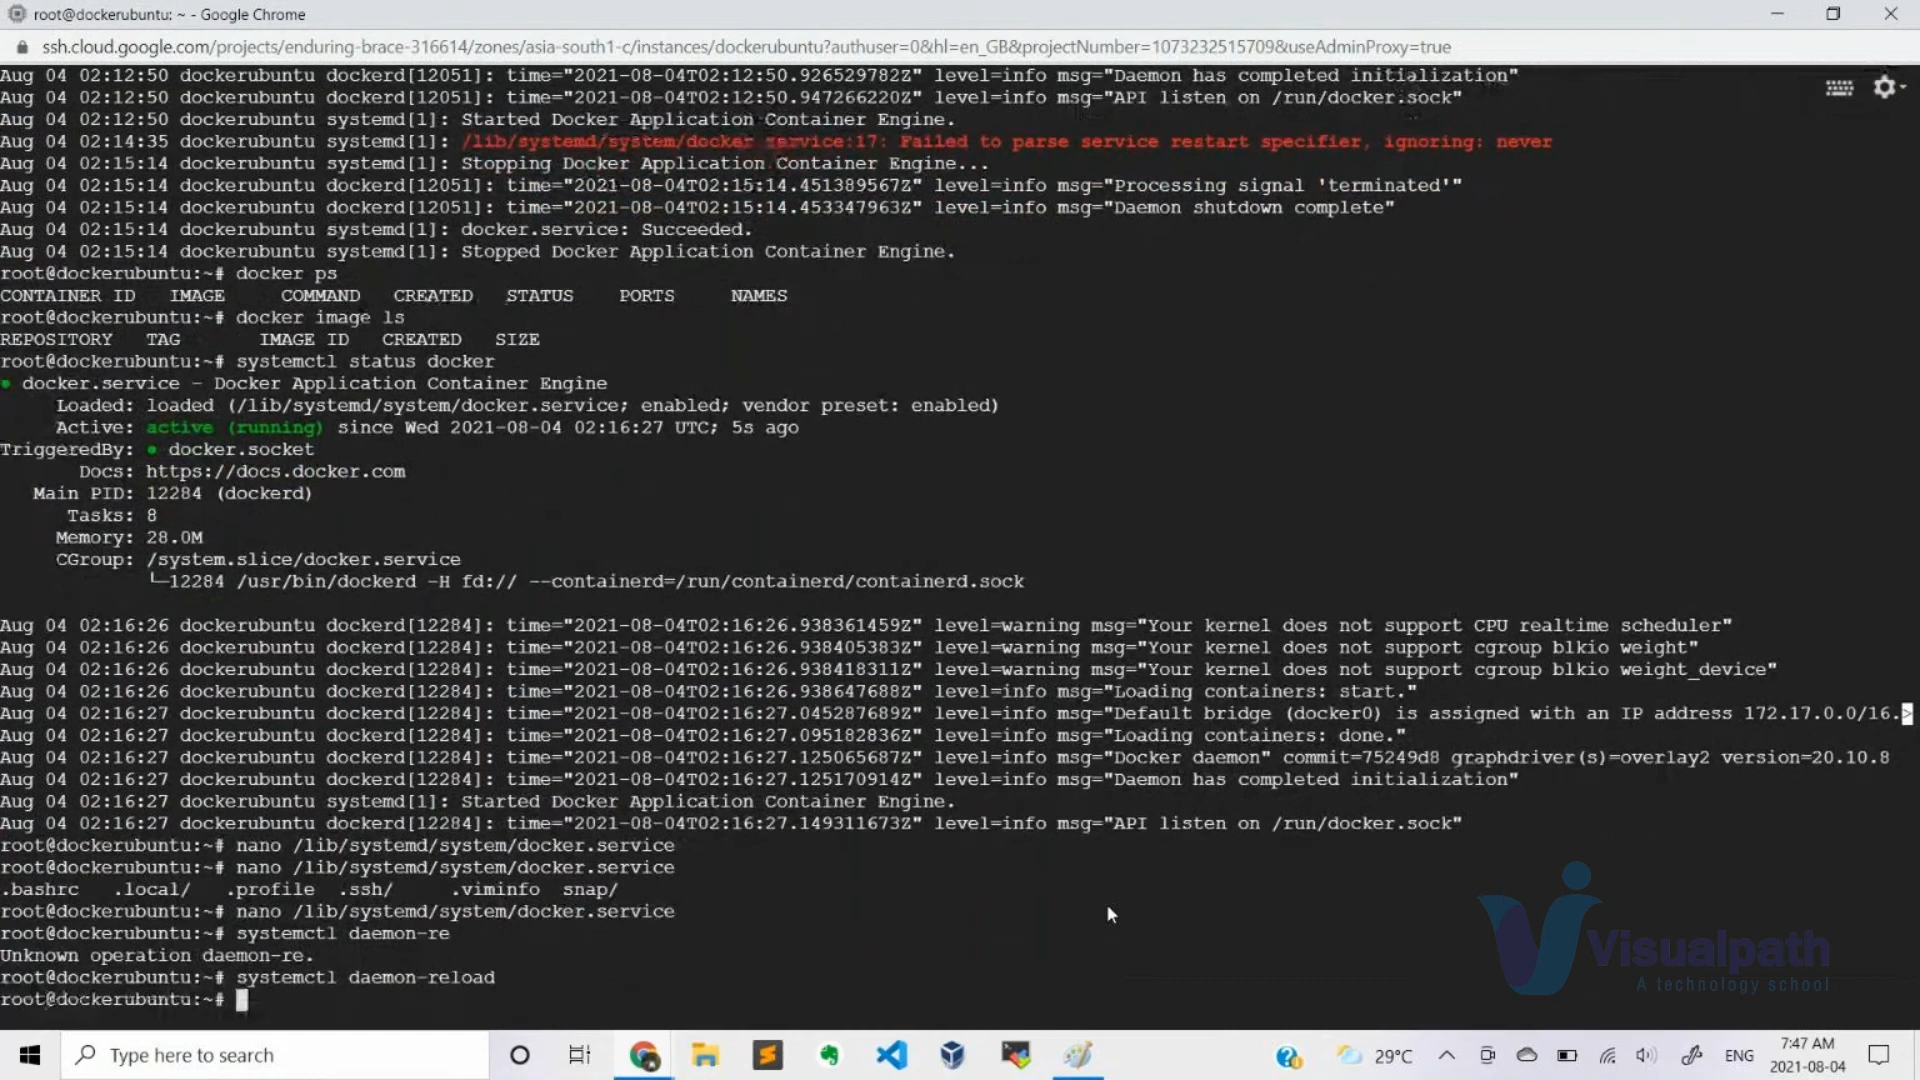 root@dockerubuntu: ~ - Google Chrome
ssh.cloud.google.com/projects/enduring-brace-316614/zones/asia-south1-c/instances/dockerubuntu?authuser=0&hl=en_GB&projectNumber=1073232515709&useAdminProxy=true
Aug 04 02:12:50 dockerubuntu dockerd[12051]: time="2021-08-04T02:12:50.926529782Z" level=info msg="Daemon has completed initialization"
Aug 04 02:12:50 dockerubuntu dockerd[12051]: time="2021-08-04T02:12:50.947266220Z" level=info msg="API listen on /run/docker.sock"
Aug 04 02:12:50 dockerubuntu systemd[1]: Started Docker Application Container Engine.
Aug 04 02:14:35 dockerubuntu systemd[1]: /lib/systemd/system/docker.service:17: Failed to parse service restart specifier, ignoring: never
Aug 04 02:15:14 dockerubuntu systemd[1]: Stopping Docker Application Container Engine...
Aug 04 02:15:14 dockerubuntu dockerd[12051]: time="2021-08-04T02:15:14.451389567Z" level=info msg="Processing signal 'terminated'"
Aug 04 02:15:14 dockerubuntu dockerd[12051]: time="2021-08-04T02:15:14.453347963Z" level=info msg="Daemon shutdown complete"
Aug 04 02:15:14 dockerubuntu systemd[1]: docker.service: Succeeded.
Aug 04 02:15:14 dockerubuntu systemd[1]: Stopped Docker Application Container Engine.
root@dockerubuntu:~# docker ps
CONTAINER ID   IMAGE     COMMAND   CREATED   STATUS    PORTS     NAMES
root@dockerubuntu:~# docker image ls
REPOSITORY   TAG       IMAGE ID   CREATED   SIZE
root@dockerubuntu:~# systemctl status docker
● docker.service - Docker Application Container Engine
Loaded: loaded (/lib/systemd/system/docker.service; enabled; vendor preset: enabled)
Active: active (running) since Wed 2021-08-04 02:16:27 UTC; 5s ago
TriggeredBy: ● docker.socket
Docs: https://docs.docker.com
Main PID: 12284 (dockerd)
Tasks: 8
Memory: 28.0M
CGroup: /system.slice/docker.service
└─12284 /usr/bin/dockerd -H fd:// --containerd=/run/containerd/containerd.sock
Aug 04 02:16:26 dockerubuntu dockerd[12284]: time="2021-08-04T02:16:26.938361459Z" level=warning msg="Your kernel does not support CPU realtime scheduler"
Aug 04 02:16:26 dockerubuntu dockerd[12284]: time="2021-08-04T02:16:26.938405383Z" level=warning msg="Your kernel does not support cgroup blkio weight"
Aug 04 02:16:26 dockerubuntu dockerd[12284]: time="2021-08-04T02:16:26.938418311Z" level=warning msg="Your kernel does not support cgroup blkio weight_device"
Aug 04 02:16:26 dockerubuntu dockerd[12284]: time="2021-08-04T02:16:26.938647688Z" level=info msg="Loading containers: start."
Aug 04 02:16:27 dockerubuntu dockerd[12284]: time="2021-08-04T02:16:27.045287689Z" level=info msg="Default bridge (docker0) is assigned with an IP address 172.17.0.0/16.>
Aug 04 02:16:27 dockerubuntu dockerd[12284]: time="2021-08-04T02:16:27.095182836Z" level=info msg="Loading containers: done."
Aug 04 02:16:27 dockerubuntu dockerd[12284]: time="2021-08-04T02:16:27.125065687Z" level=info msg="Docker daemon" commit=75249d8 graphdriver(s)=overlay2 version=20.10.8
Aug 04 02:16:27 dockerubuntu dockerd[12284]: time="2021-08-04T02:16:27.125170914Z" level=info msg="Daemon has completed initialization"
Aug 04 02:16:27 dockerubuntu systemd[1]: Started Docker Application Container Engine.
Aug 04 02:16:27 dockerubuntu dockerd[12284]: time="2021-08-04T02:16:27.149311673Z" level=info msg="API listen on /run/docker.sock"
root@dockerubuntu:~# nano /lib/systemd/system/docker.service
root@dockerubuntu:~# nano /lib/systemd/system/docker.service
.bashrc   .local/   .profile  .ssh/     .viminfo  snap/
root@dockerubuntu:~# nano /lib/systemd/system/docker.service
root@dockerubuntu:~# systemctl daemon-re
Unknown operation daemon-re.
root@dockerubuntu:~# systemctl daemon-reload
root@dockerubuntu:~#
Visualpath
A technology school
Type here to search
29°C
ENG
7:47 AM
2021-08-04